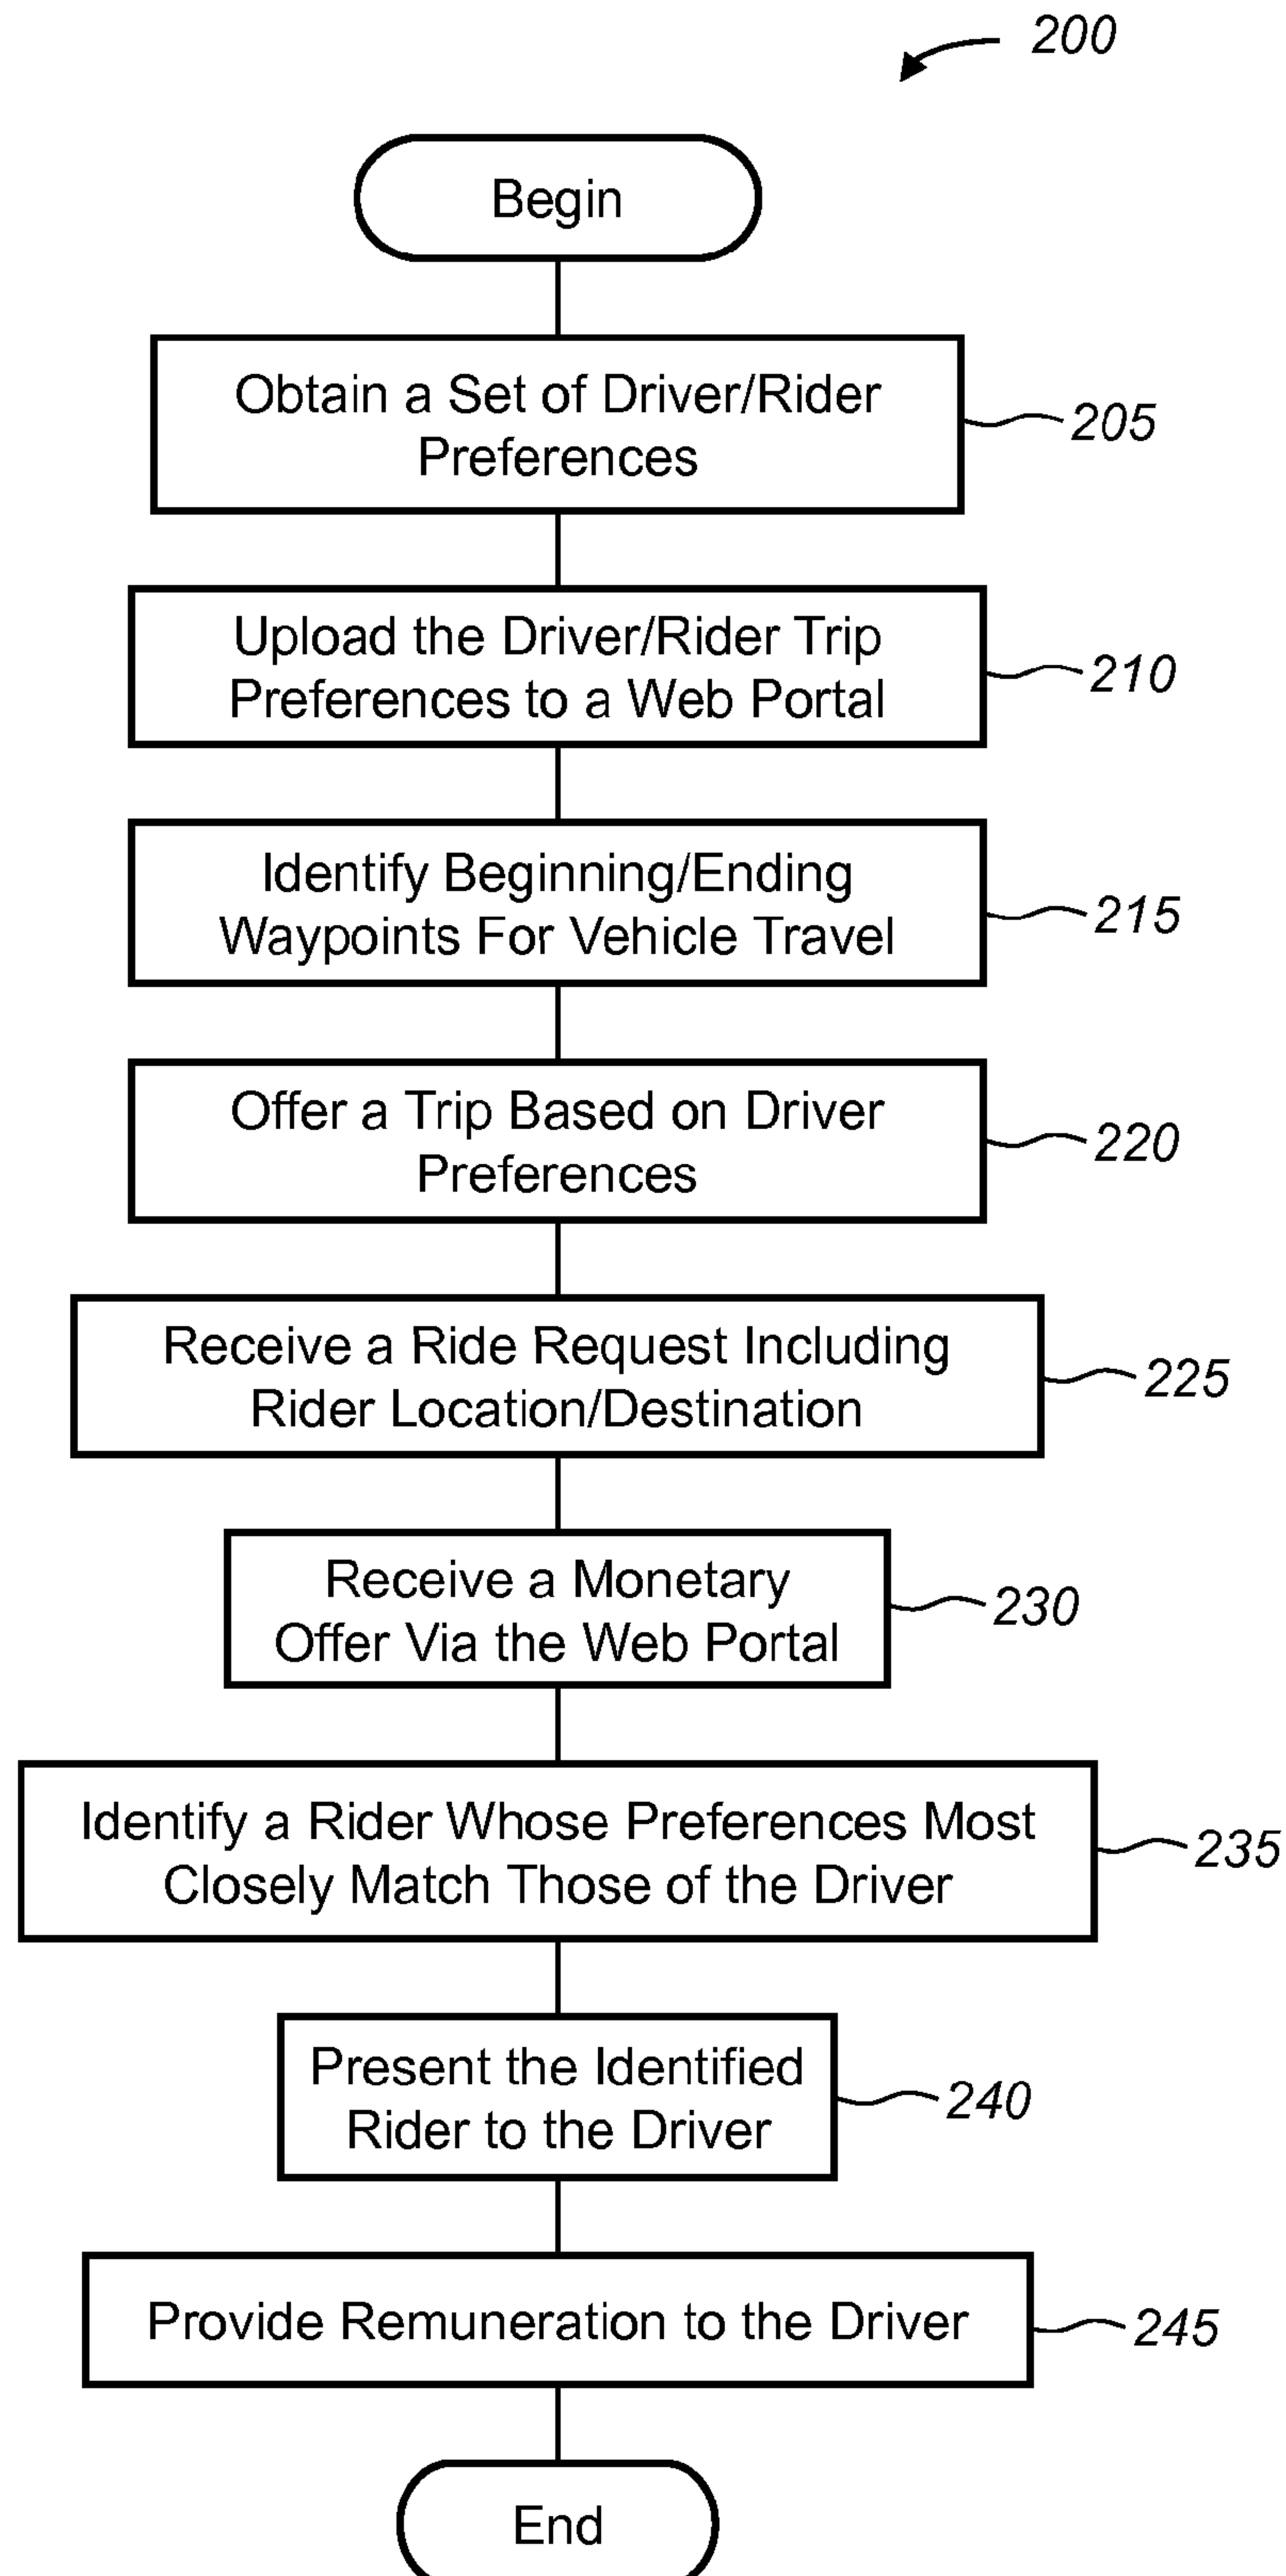 200
Begin
Obtain a Set of Driver/Rider
Preferences
205
Upload the Driver/Rider Trip
Preferences to a Web Portal
210
Identify Beginning/Ending
Waypoints For Vehicle Travel
215
Offer a Trip Based on Driver
Preferences
220
Receive a Ride Request Including
Rider Location/Destination
225
Receive a Monetary
Offer Via the Web Portal
230
Identify a Rider Whose Preferences Most
Closely Match Those of the Driver
235
Present the Identified
Rider to the Driver
240
Provide Remuneration to the Driver
245
End